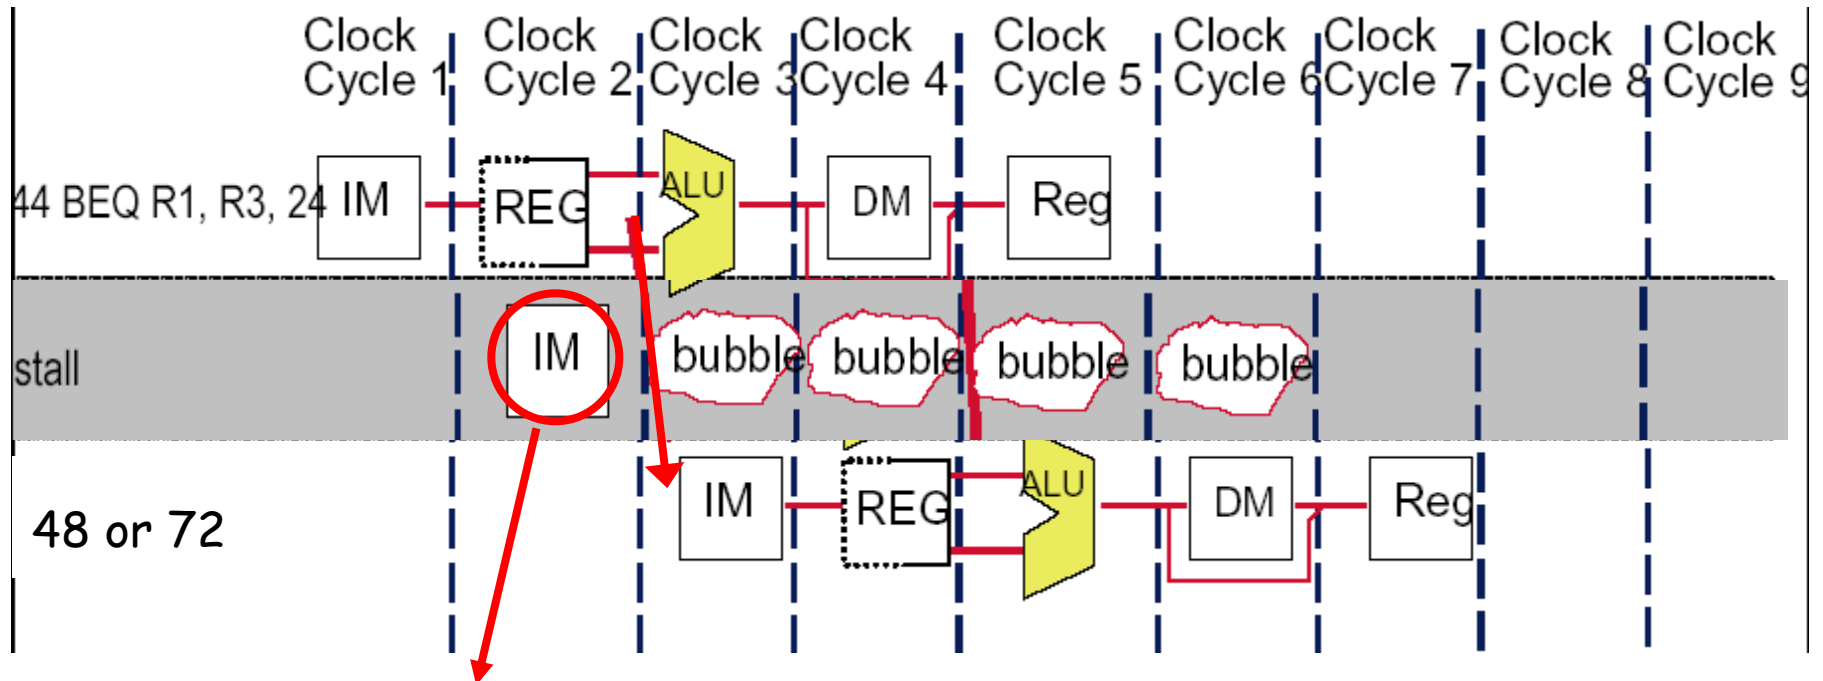 Clock Clock Clock Clock Clock Clock Clock Clock Clock
Cycle 1 Cycle 2 Cycle 3 Cycle 4 Cycle 5 Cycle 6 Cycle 7 Cycle 8 Cycle 9
44 BEQ R1, R3, 24 IM REG ALU DM Reg
stall IM bubble bubble bubble bubble
48 or 72 IM REG ALU DM Reg